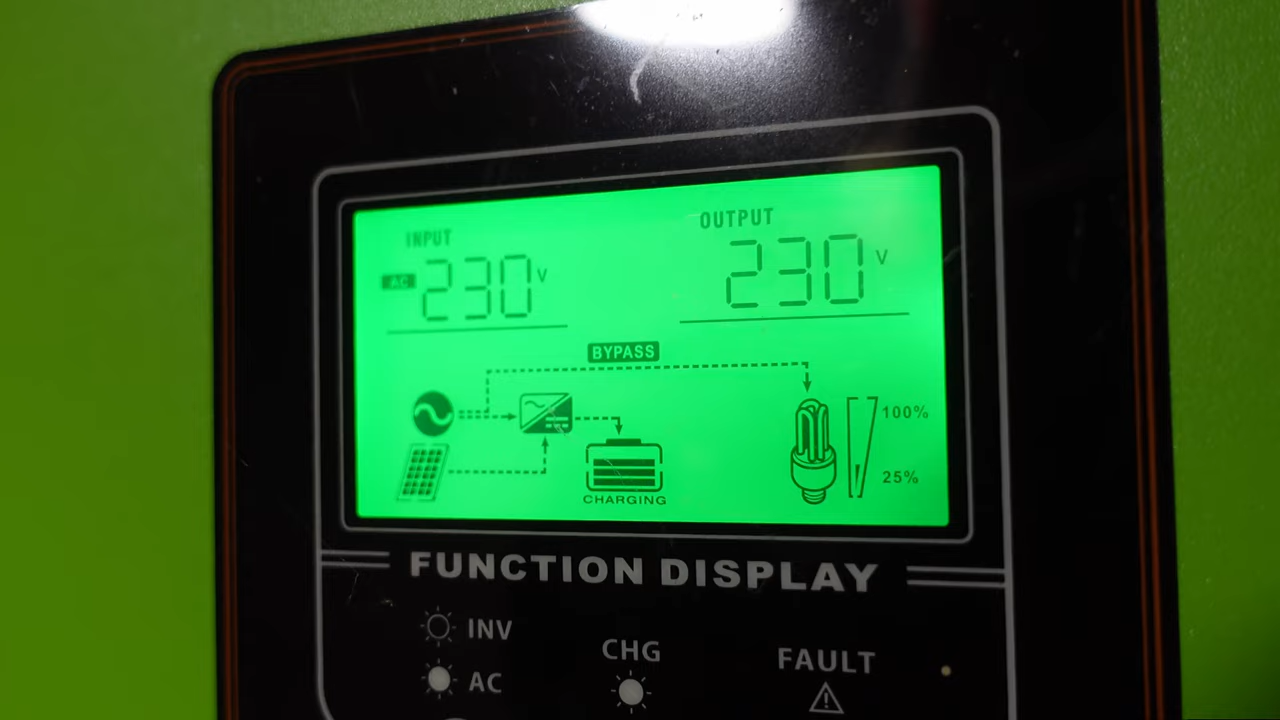 INPUT
OUTPUT
AC 230 V
230 V
BYPASS
100%
25%
CHARGING
FUNCTION DISPLAY
INV
CHG
FAULT
AC